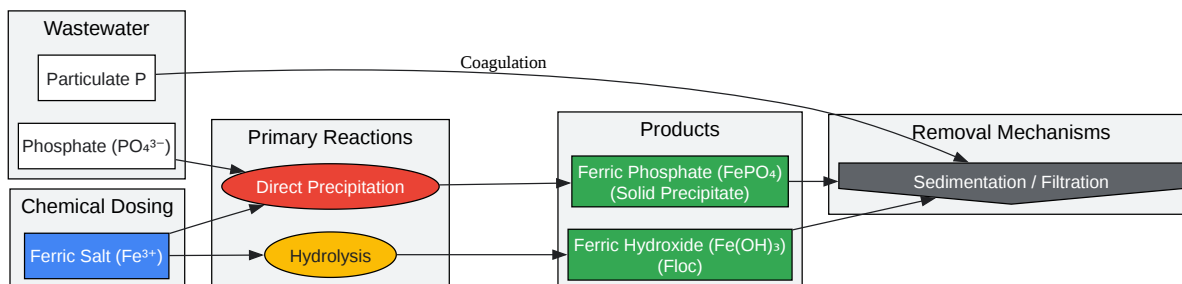 Wastewater
Particulate P
Phosphate (PO₄³⁻)
Chemical Dosing
Ferric Salt (Fe³⁺)
Primary Reactions
Direct Precipitation
Hydrolysis
Coagulation
Products
Ferric Phosphate (FePO₄)
(Solid Precipitate)
Ferric Hydroxide (Fe(OH)₃)
(Floc)
Removal Mechanisms
Sedimentation / Filtration